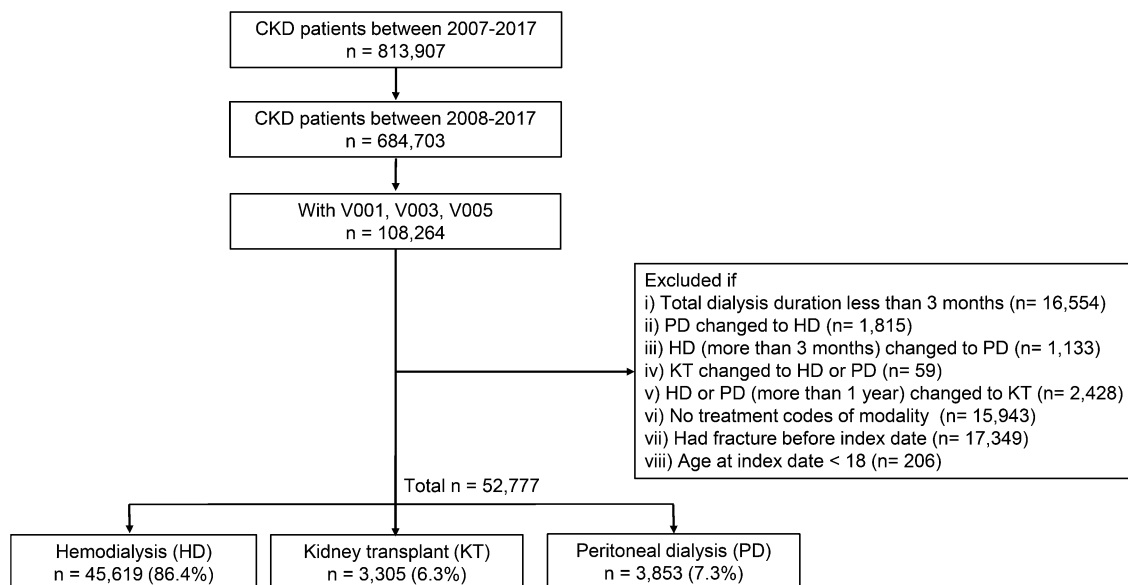 CKD patients between 2007-2017
n = 813,907
CKD patients between 2008-2017
n = 684,703
With V001, V003, V005
n = 108,264
Excluded if
i) Total dialysis duration less than 3 months (n= 16,554)
ii) PD changed to HD (n= 1,815)
iii) HD (more than 3 months) changed to PD (n= 1,133)
iv) KT changed to HD or PD (n= 59)
v) HD or PD (more than 1 year) changed to KT (n= 2,428)
vi) No treatment codes of modality (n= 15,943)
vii) Had fracture before index date (n= 17,349)
viii) Age at index date < 18 (n= 206)
Total n = 52,777
Hemodialysis (HD)
n = 45,619 (86.4%)
Kidney transplant (KT)
n = 3,305 (6.3%)
Peritoneal dialysis (PD)
n = 3,853 (7.3%)